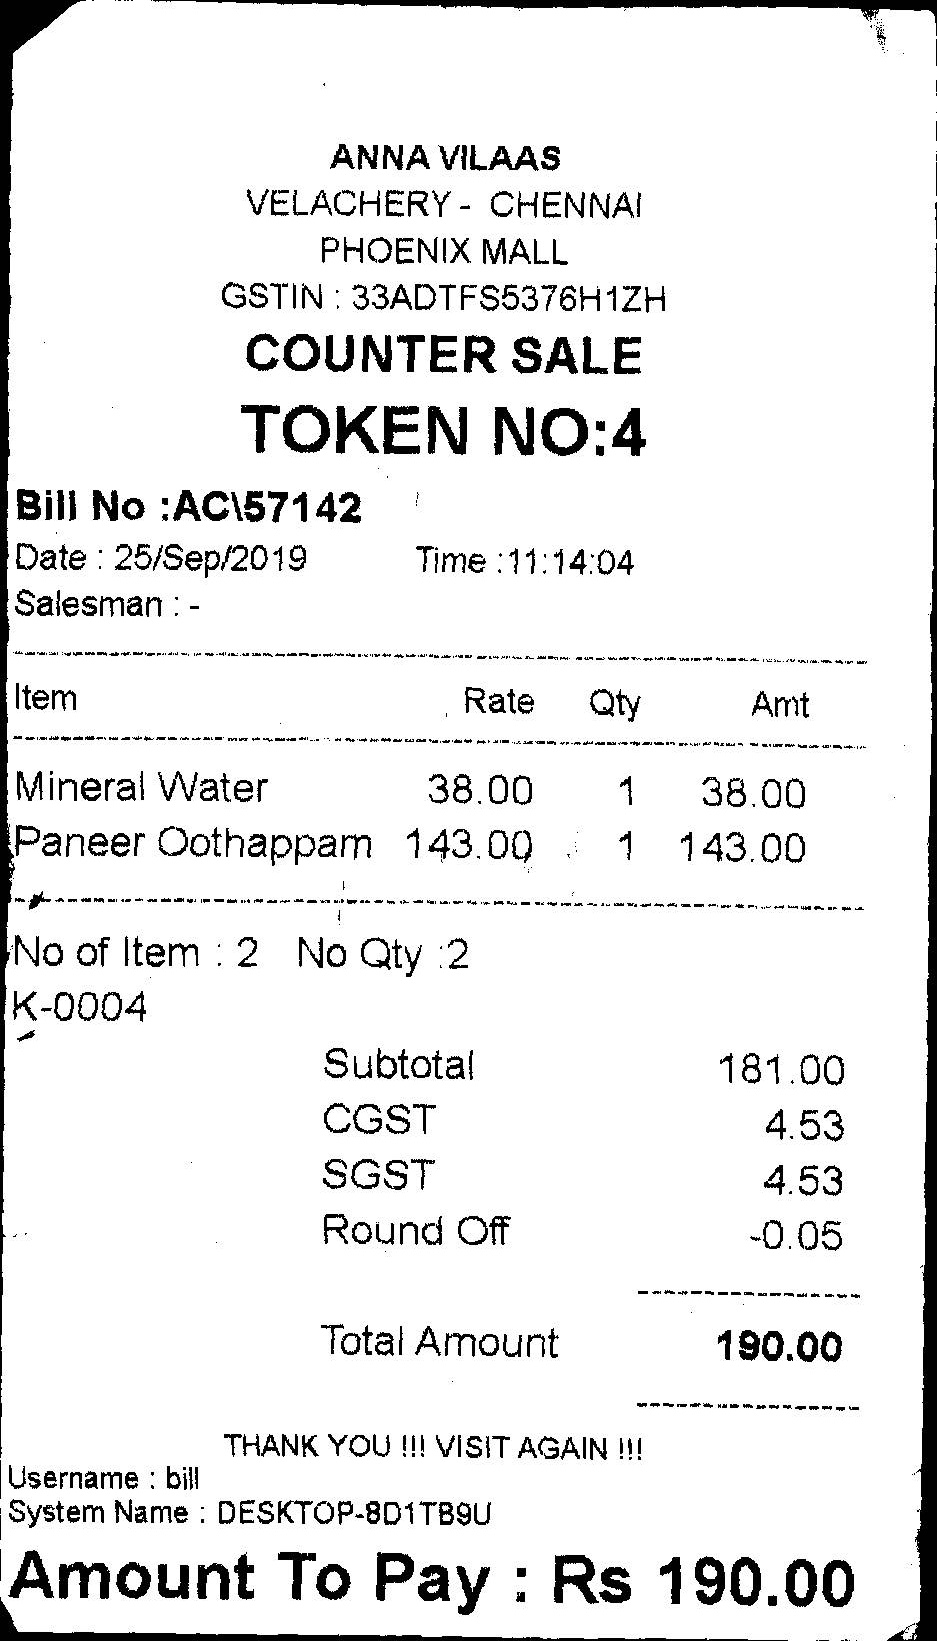 ANNA VILAAS
VELACHERY - CHENNAI
PHOENIX MALL
GSTIN : 33ADTFS5376H1ZH
COUNTER SALE
TOKEN NO:4
Bill No :AC\57142
Date : 25/Sep/2019 Time :11:14:04
Salesman : -
Item Rate Qty Amt
Mineral Water 38.00 1 38.00
Paneer Oothappam 143.00 1 143.00
No of Item : 2 No Qty :2
K-0004
Subtotal 181.00
CGST 4.53
SGST 4.53
Round Off -0.05
Total Amount 190.00
THANK YOU !!! VISIT AGAIN !!!
Username : bill
System Name : DESKTOP-8D1TB9U
Amount To Pay : Rs 190.00